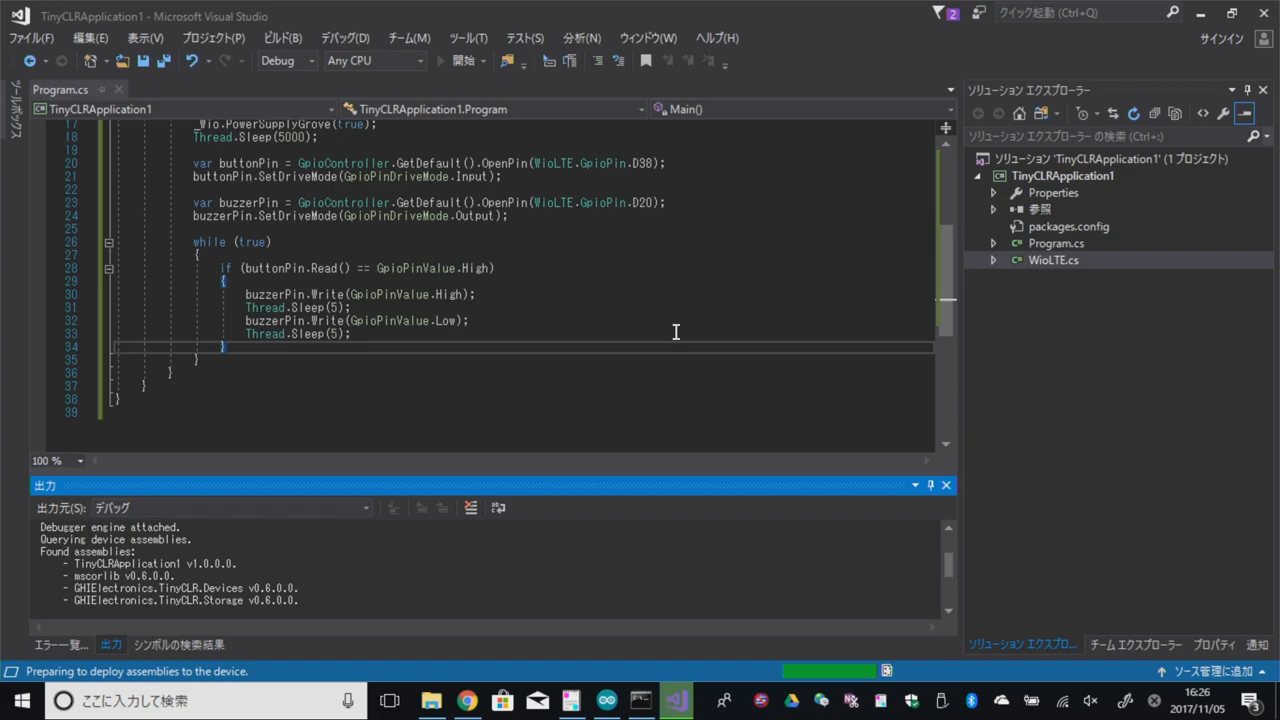 TinyCLRApplication1 - Microsoft Visual Studio
2
クイック起動 (Ctrl+Q)
ファイル(F) 編集(E) 表示(V) プロジェクト(P) ビルド(B) デバッグ(D) チーム(M) ツール(T) テスト(S) 分析(N) ウィンドウ(W) ヘルプ(H)
サインイン
Debug Any CPU 開始
ツールボックス
Program.cs
TinyCLRApplication1 TinyCLRApplication1.Program Main()
17 _Wio.PowerSupplyGrove(true);
18 Thread.Sleep(5000);
19
20 var buttonPin = GpioController.GetDefault().OpenPin(WioLTE.GpioPin.D38);
21 buttonPin.SetDriveMode(GpioPinDriveMode.Input);
22
23 var buzzerPin = GpioController.GetDefault().OpenPin(WioLTE.GpioPin.D20);
24 buzzerPin.SetDriveMode(GpioPinDriveMode.Output);
25
26 while (true)
27 {
28 if (buttonPin.Read() == GpioPinValue.High)
29 {
30 buzzerPin.Write(GpioPinValue.High);
31 Thread.Sleep(5);
32 buzzerPin.Write(GpioPinValue.Low);
33 Thread.Sleep(5);
34 }
35 }
36 }
37 }
38 }
39
100 %
ソリューション エクスプローラー
ソリューション エクスプローラー の検索 (Ctrl+:)
ソリューション 'TinyCLRApplication1' (1 プロジェクト)
TinyCLRApplication1
Properties
参照
packages.config
Program.cs
WioLTE.cs
出力
出力元(S): デバッグ
Debugger engine attached.
Querying device assemblies.
Found assemblies:
- TinyCLRApplication1 v1.0.0.0.
- mscorlib v0.6.0.0.
- GHIElectronics.TinyCLR.Devices v0.6.0.0.
- GHIElectronics.TinyCLR.Storage v0.6.0.0.
エラー一覧... 出力 シンボルの検索結果
ソリューション エクスプロ... チーム エクスプローラー プロパティ 通知
Preparing to deploy assemblies to the device.
ソース管理に追加
ここに入力して検索
16:26
2017/11/05
3